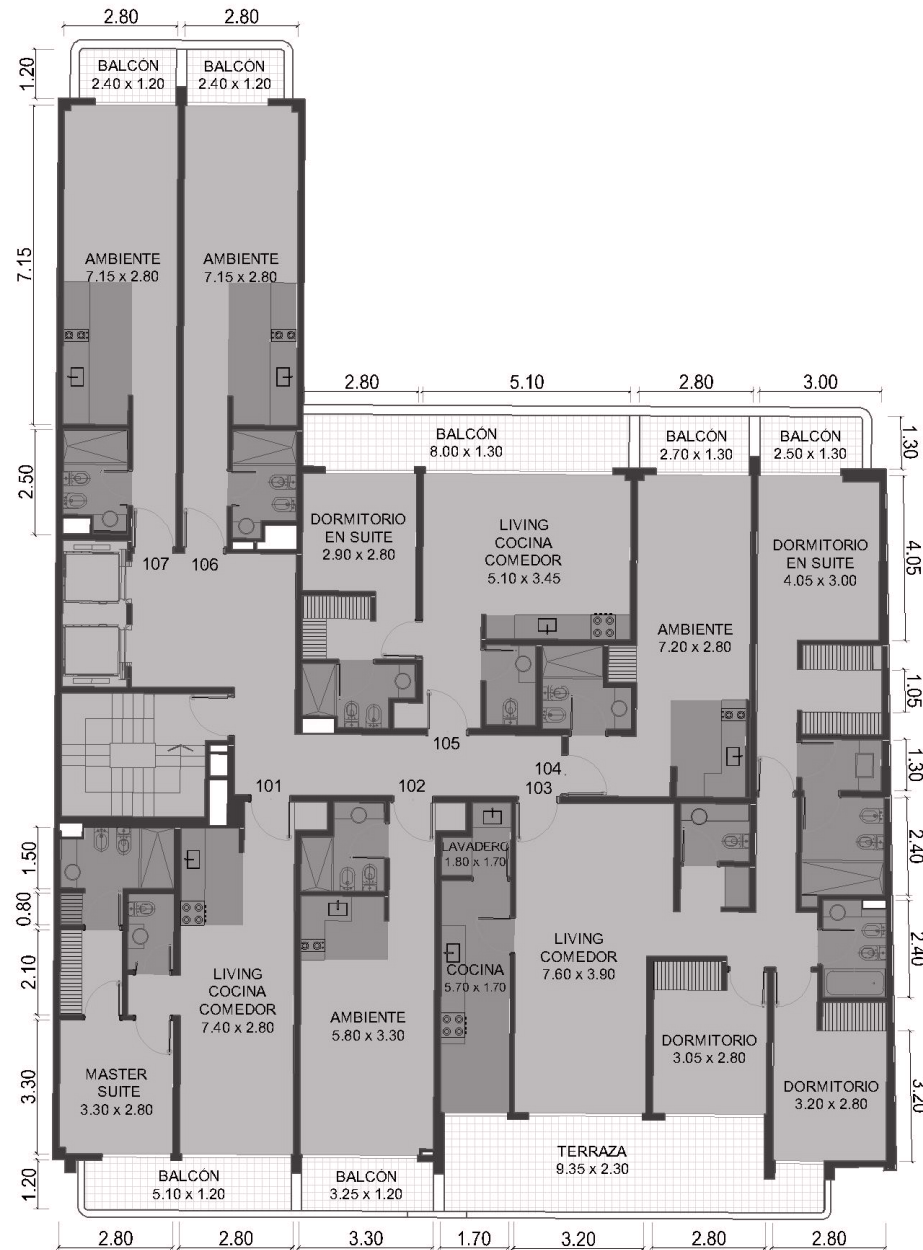 2.80
2.80
1.20
BALCÓN
2.40 x 1.20
BALCÓN
2.40 x 1.20
7.15
AMBIENTE
7.15 x 2.80
AMBIENTE
7.15 x 2.80
2.80
5.10
2.80
3.00
BALCÓN
8.00 x 1.30
BALCÓN
2.70 x 1.30
BALCÓN
2.50 x 1.30
1.30
2.50
DORMITORIO
EN SUITE
2.90 x 2.80
LIVING
COCINA
COMEDOR
5.10 x 3.45
DORMITORIO
EN SUITE
4.05 x 3.00
4.05
107
106
AMBIENTE
7.20 x 2.80
1.05
105
104
103
1.30
101
102
2.40
1.50
LAVADERO
1.80 x 1.70
0.80
2.40
2.10
LIVING
COCINA
COMEDOR
7.40 x 2.80
AMBIENTE
5.80 x 3.30
COCINA
5.70 x 1.70
LIVING
COMEDOR
7.60 x 3.90
3.30
MASTER
SUITE
3.30 x 2.80
DORMITORIO
3.05 x 2.80
DORMITORIO
3.20 x 2.80
3.20
1.20
BALCÓN
5.10 x 1.20
BALCÓN
3.25 x 1.20
TERRAZA
9.35 x 2.30
2.80
2.80
3.30
1.70
3.20
2.80
2.80